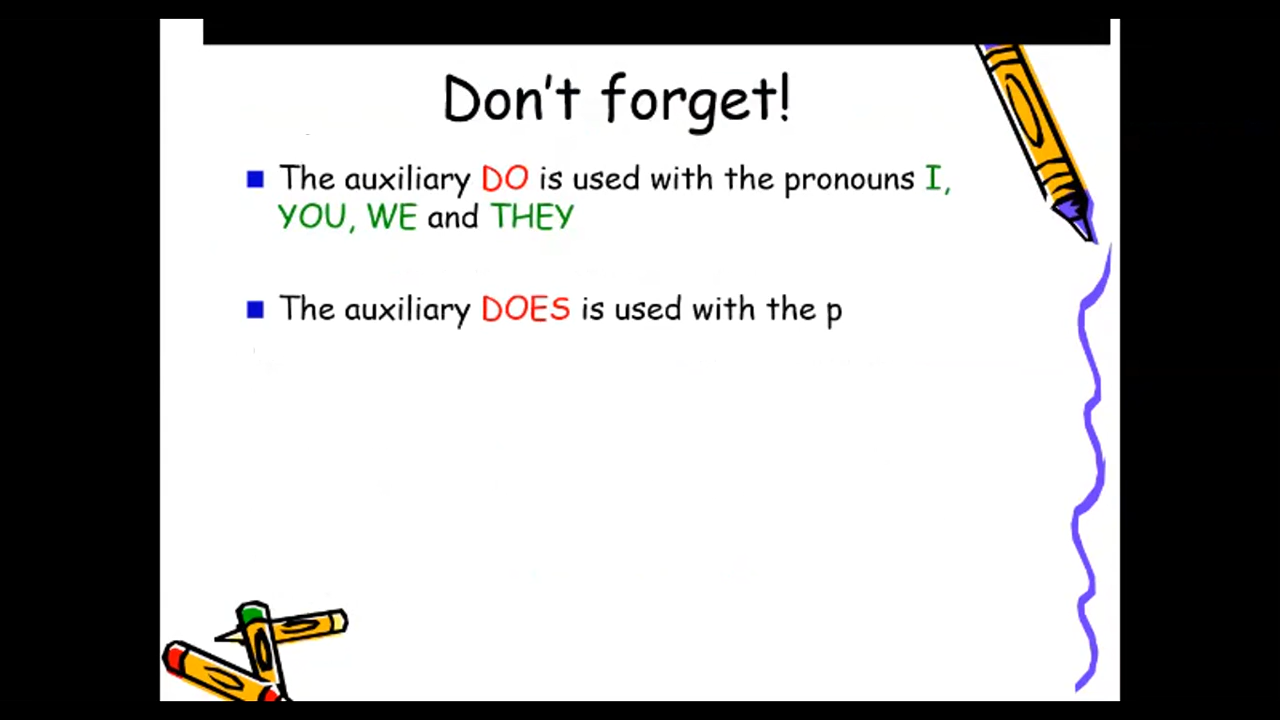 Don't forget!
The auxiliary DO is used with the pronouns I,
YOU, WE and THEY
The auxiliary DOES is used with the p